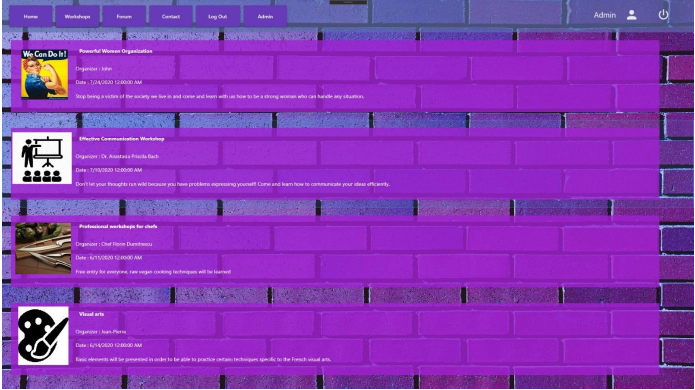 Home
Workshops
Forum
Contact
Log Out
Admin
Admin
We Can Do It!
Powerful Women Organization
Organizer : John
Date : 7/24/2020 12:00:00 AM
Stop being a victim of the society we live in and come and learn with us how to be a strong woman who can handle any situation.
Effective Communication Workshop
Organizer : Dr. Anastasia Priscila Bach
Date : 7/10/2020 12:00:00 AM
Don't let your thoughts run wild because you have problems expressing yourself! Come and learn how to communicate your ideas efficiently.
Professional workshops for chefs
Organizer : Chef Florin Dumitrescu
Date : 6/11/2020 12:00:00 AM
Free entry for everyone, raw vegan cooking techniques will be learned
Visual arts
Organizer : Jean-Pierre
Date : 6/14/2020 12:00:00 AM
Basic elements will be presented in order to be able to practice certain techniques specific to the French visual arts.